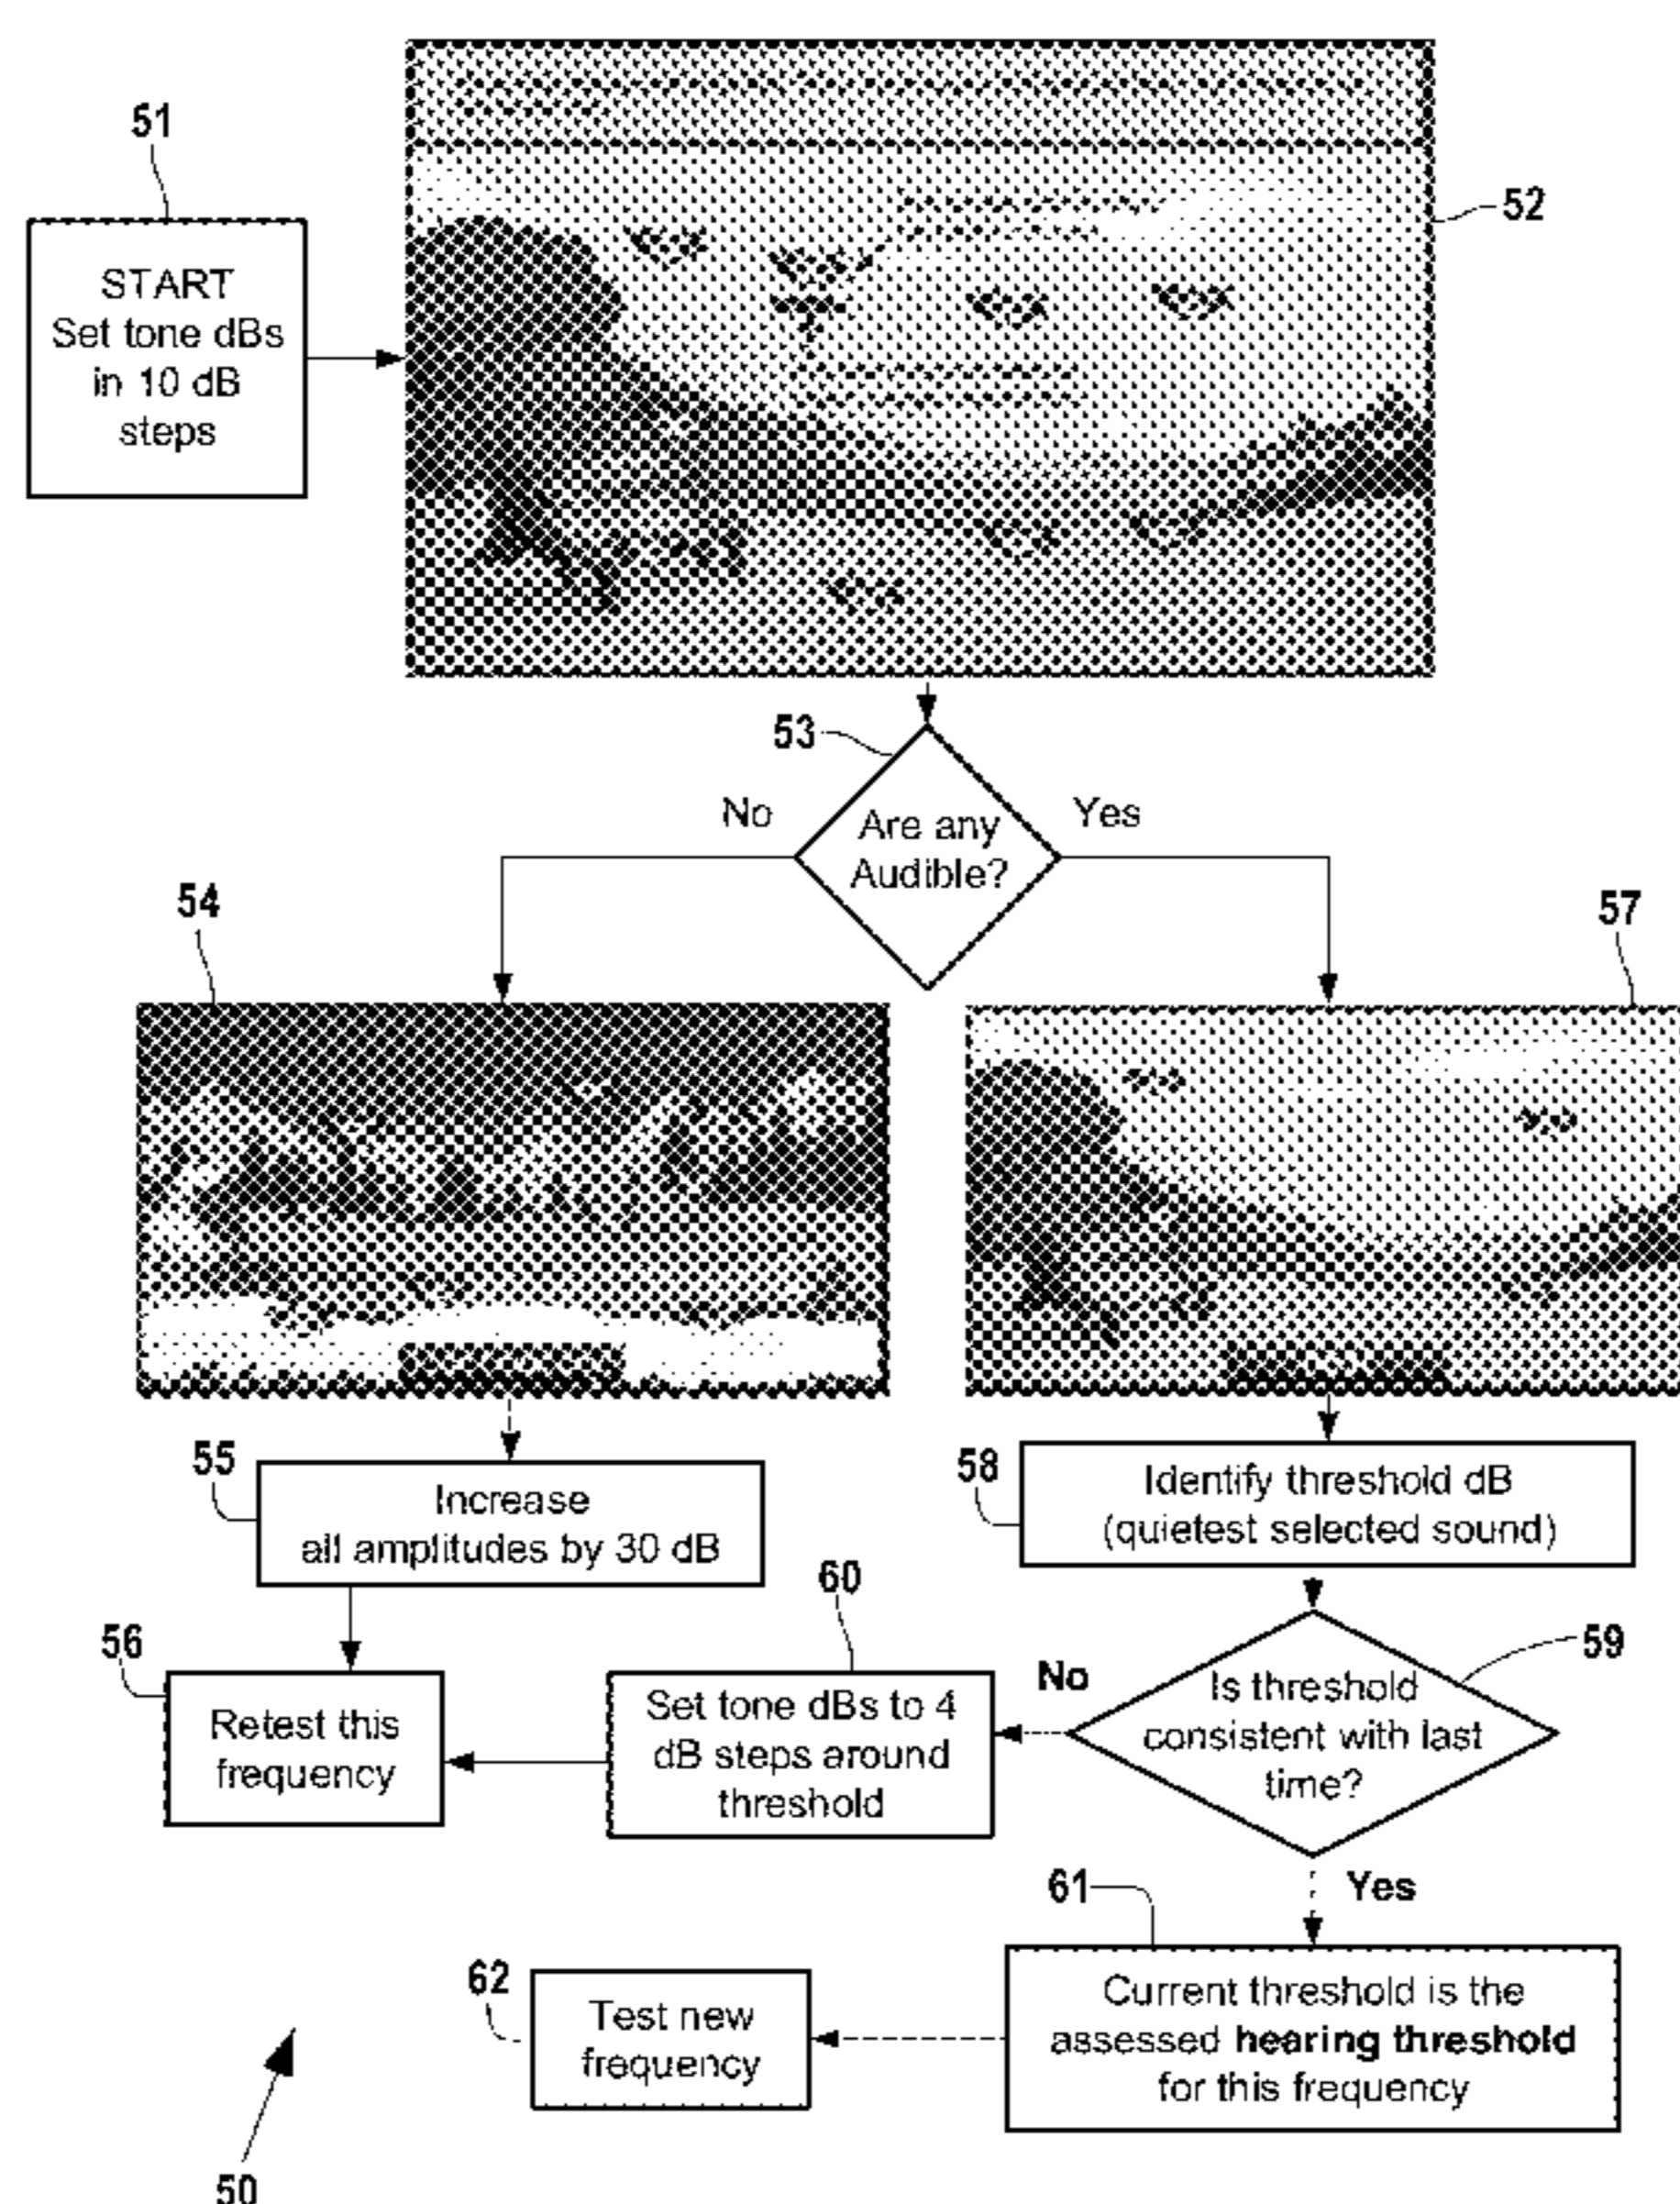 51
START
Set tone dBs
in 10 dB
steps
52
53
No
Are any
Audible?
Yes
54
57
55
Increase
all amplitudes by 30 dB
58
Identify threshold dB
(quietest selected sound)
56
Retest this
frequency
60
Set tone dBs to 4
dB steps around
threshold
No
59
Is threshold
consistent with last
time?
Yes
61
Current threshold is the
assessed hearing threshold
for this frequency
62
Test new
frequency
50